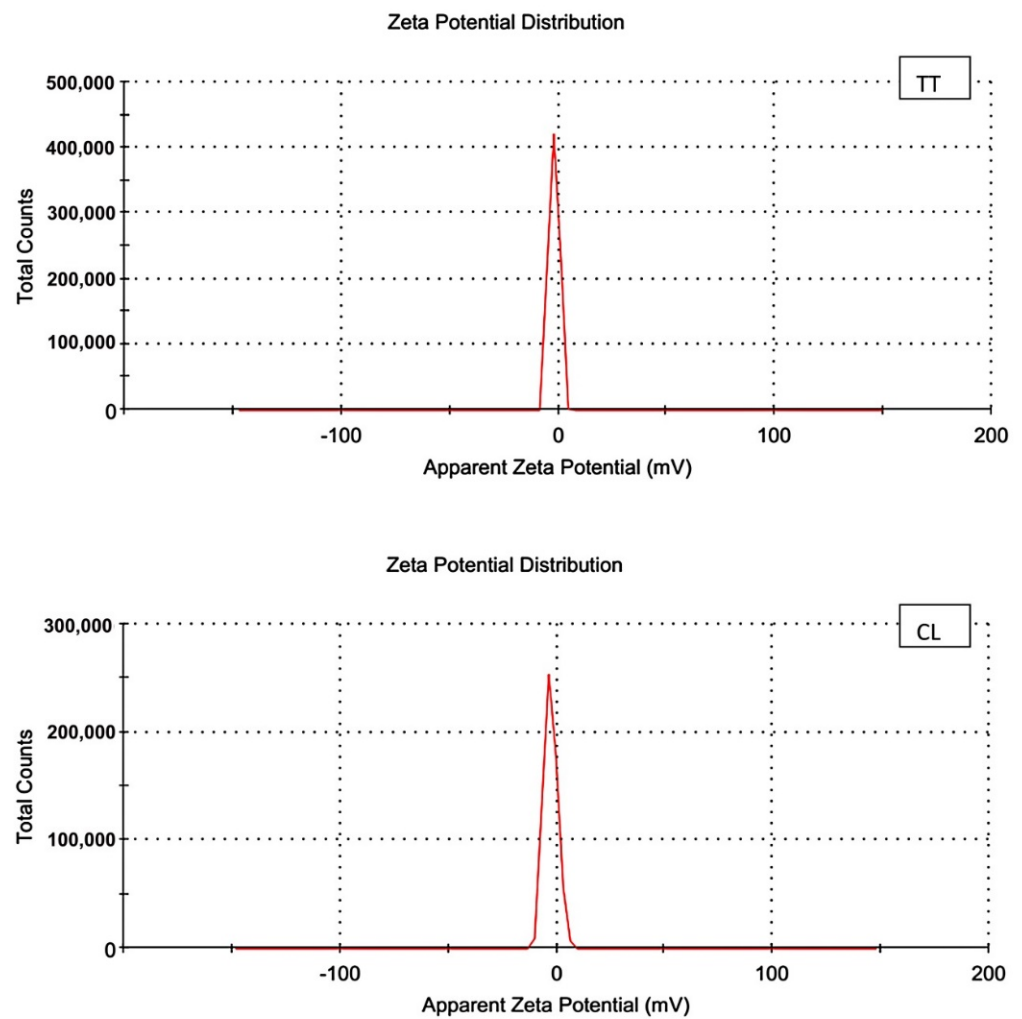 Zeta Potential Distribution
TT
500,000
400,000
300,000
200,000
100,000
0
Total Counts
-100 0 100 200
Apparent Zeta Potential (mV)
Zeta Potential Distribution
CL
300,000
200,000
100,000
0
Total Counts
-100 0 100 200
Apparent Zeta Potential (mV)